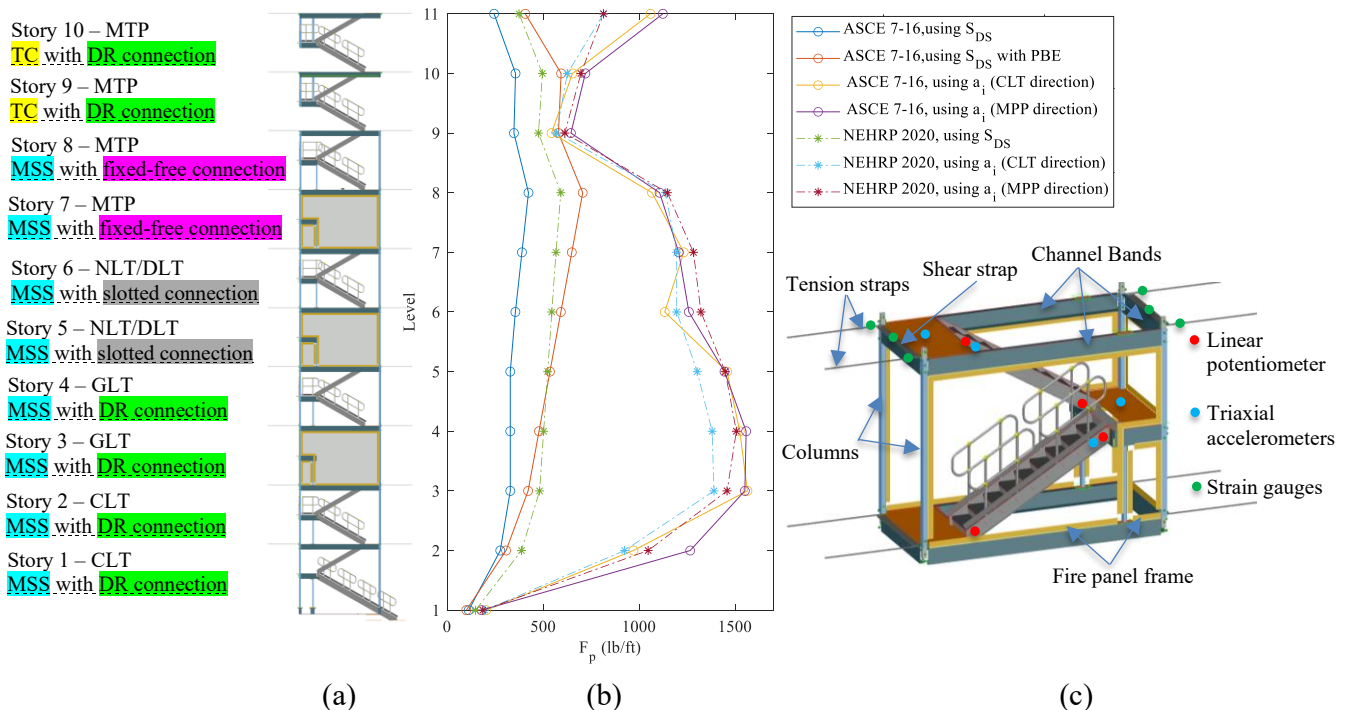 Story 10 – MTP
TC with DR connection
Story 9 – MTP
TC with DR connection
Story 8 – MTP
MSS with fixed-free connection
Story 7 – MTP
MSS with fixed-free connection
Story 6 – NLT/DLT
MSS with slotted connection
Story 5 – NLT/DLT
MSS with slotted connection
Story 4 – GLT
MSS with DR connection
Story 3 – GLT
MSS with DR connection
Story 2 – CLT
MSS with DR connection
Story 1 – CLT
MSS with DR connection
(a)
11
10
9
8
7
6
5
4
3
2
1
Level
0
500
1000
1500
F_p (lb/ft)
(b)
ASCE 7-16,using S_DS
ASCE 7-16,using S_DS with PBE
ASCE 7-16, using a_i (CLT direction)
ASCE 7-16, using a_i (MPP direction)
NEHRP 2020, using S_DS
NEHRP 2020, using a_i (CLT direction)
NEHRP 2020, using a_i (MPP direction)
Channel Bands
Shear strap
Tension straps
Linear
potentiometer
Triaxial
accelerometers
Columns
Strain gauges
Fire panel frame
(c)